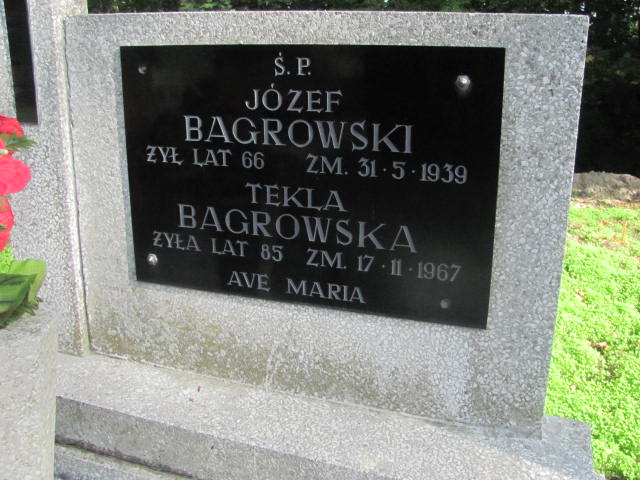 Ś.P.
JÓZEF
BAGROWSKI
ŻYŁ LAT 66 ZM. 31·5·1939
TEKLA
BAGROWSKA
ŻYŁA LAT 85 ZM. 17·11·1967
AVE MARIA